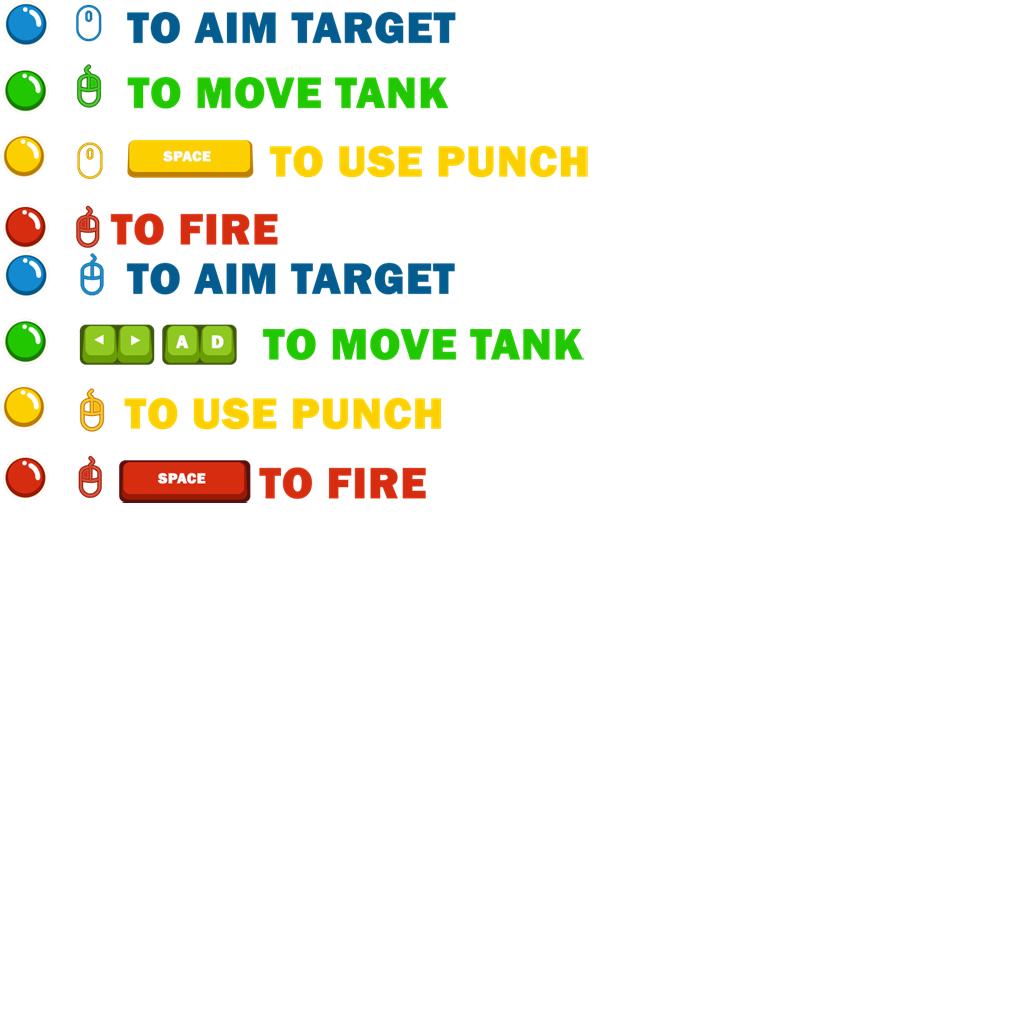 TO AIM TARGET
TO MOVE TANK
SPACE TO USE PUNCH
TO FIRE
TO AIM TARGET
A D TO MOVE TANK
TO USE PUNCH
SPACE TO FIRE